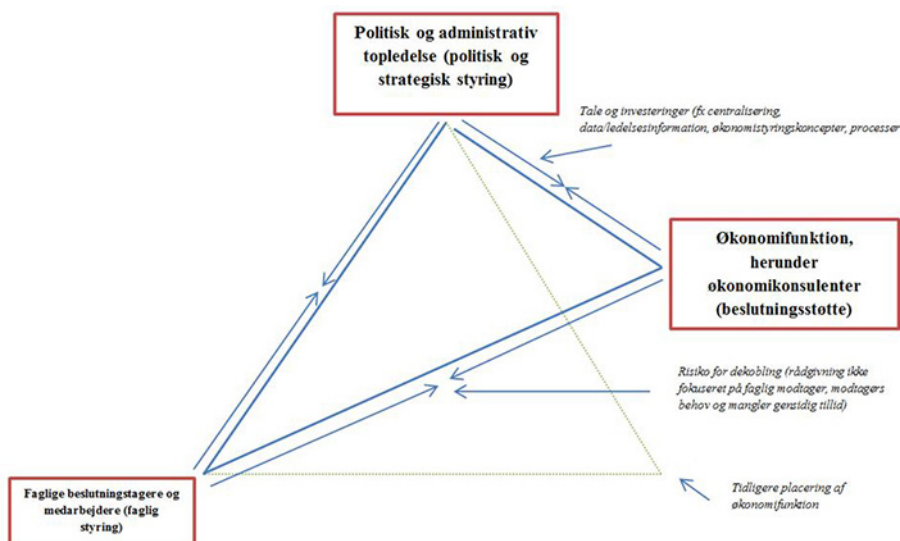 Politisk og administrativ
topledelse (politisk og
strategisk styring)
Tale og investeringer (fx centralisering,
data/ledelsesinformation, økonomistyringskoncepter, processer
Økonomifunktion,
herunder
økonomikonsulenter
(beslutningsstøtte)
Risiko for dekobling (rådgivning ikke
fokuseret på faglig modtager, modtagers
behov og mangler gensidig tillid)
Faglige beslutningstagere og
medarbejdere (faglig
styring)
Tidligere placering af
økonomifunktion